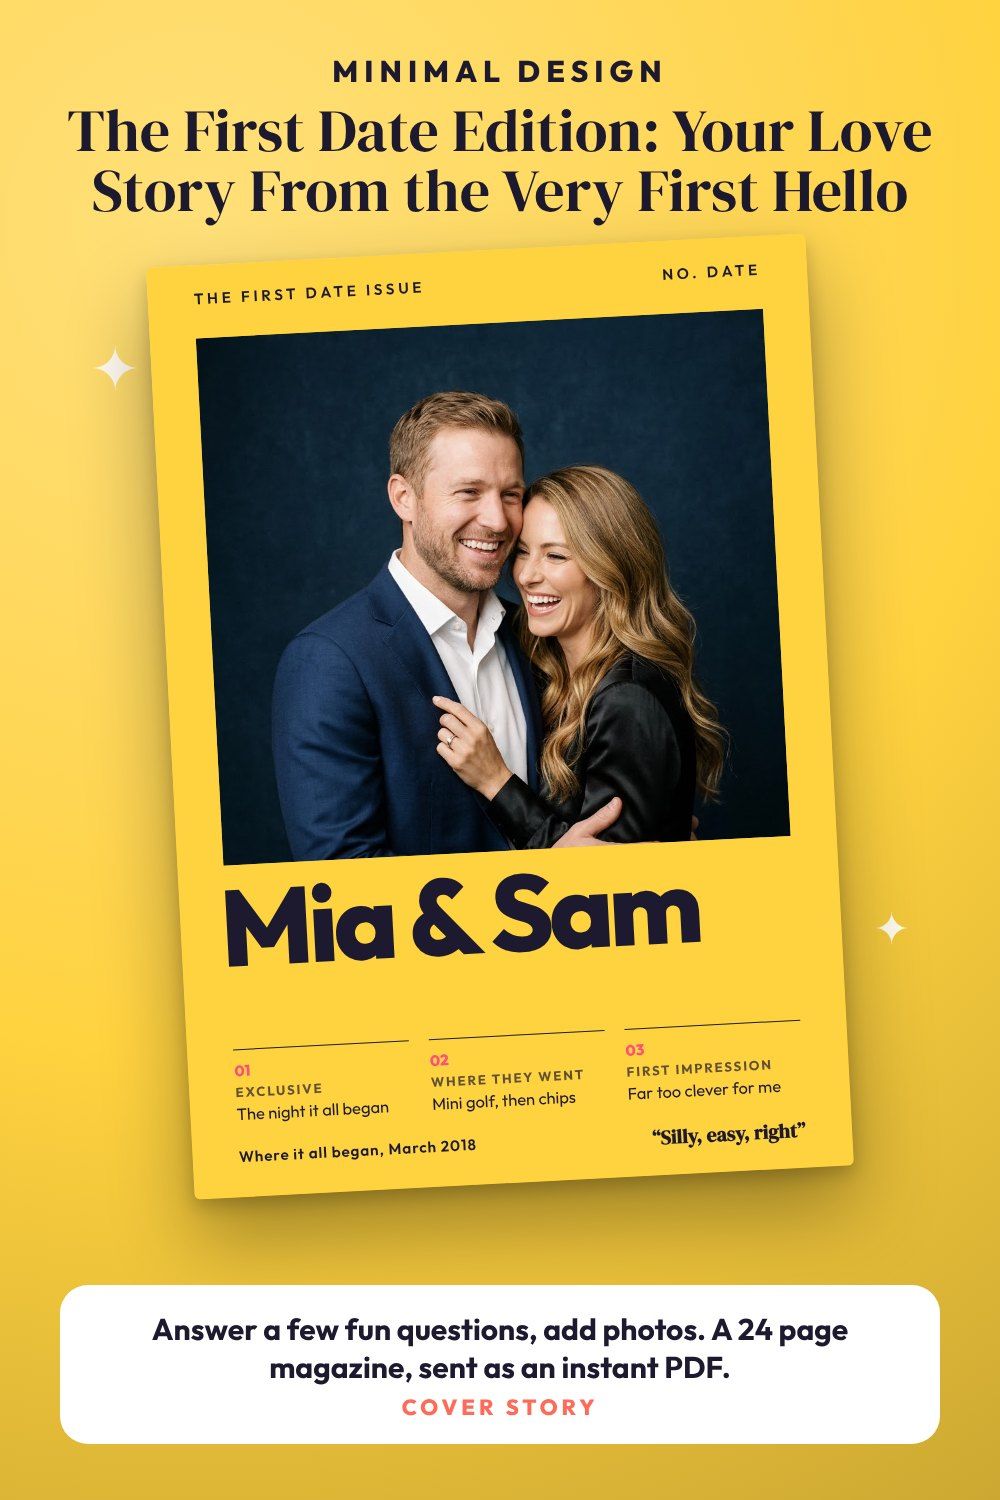 MINIMAL DESIGN
The First Date Edition: Your Love
Story From the Very First Hello
THE FIRST DATE ISSUE
NO. DATE
Mia & Sam
01
EXCLUSIVE
The night it all began
02
WHERE THEY WENT
Mini golf, then chips
03
FIRST IMPRESSION
Far too clever for me
Where it all began, March 2018
“Silly, easy, right”
Answer a few fun questions, add photos. A 24 page
magazine, sent as an instant PDF.
COVER STORY